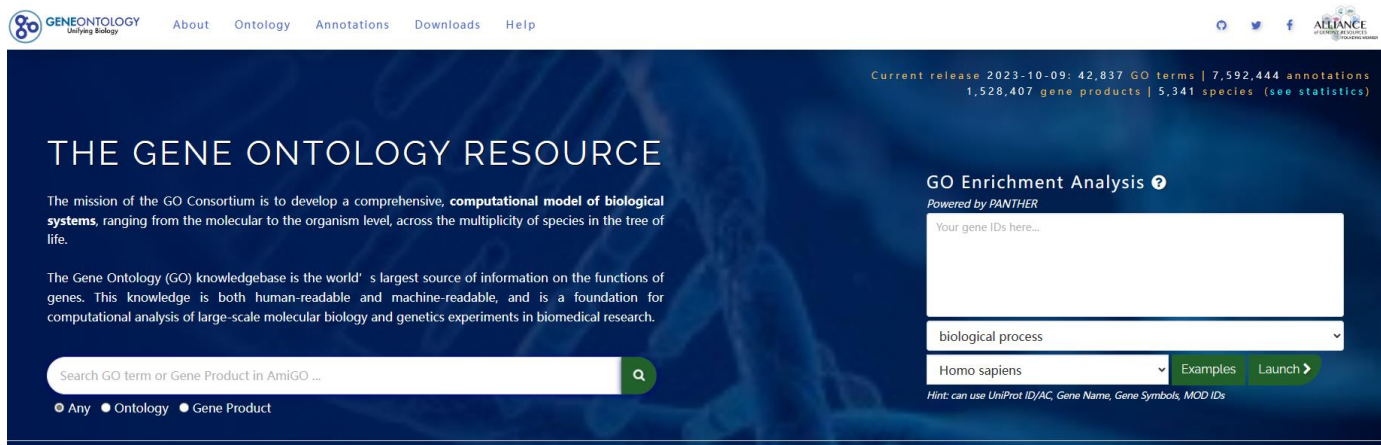 GENEONTOLOGY
Unifying Biology
About Ontology Annotations Downloads Help
ALLIANCE
of GENOME RESOURCES
FOUNDING MEMBER
Current release 2023-10-09: 42,837 GO terms | 7,592,444 annotations
1,528,407 gene products | 5,341 species (see statistics)
THE GENE ONTOLOGY RESOURCE
The mission of the GO Consortium is to develop a comprehensive, computational model of biological
systems, ranging from the molecular to the organism level, across the multiplicity of species in the tree of
life.
The Gene Ontology (GO) knowledgebase is the world's largest source of information on the functions of
genes. This knowledge is both human-readable and machine-readable, and is a foundation for
computational analysis of large-scale molecular biology and genetics experiments in biomedical research.
Search GO term or Gene Product in AmiGO ...
Any Ontology Gene Product
GO Enrichment Analysis ?
Powered by PANTHER
Your gene IDs here...
biological process
Homo sapiens Examples Launch
Hint: can use UniProt ID/AC, Gene Name, Gene Symbols, MOD IDs